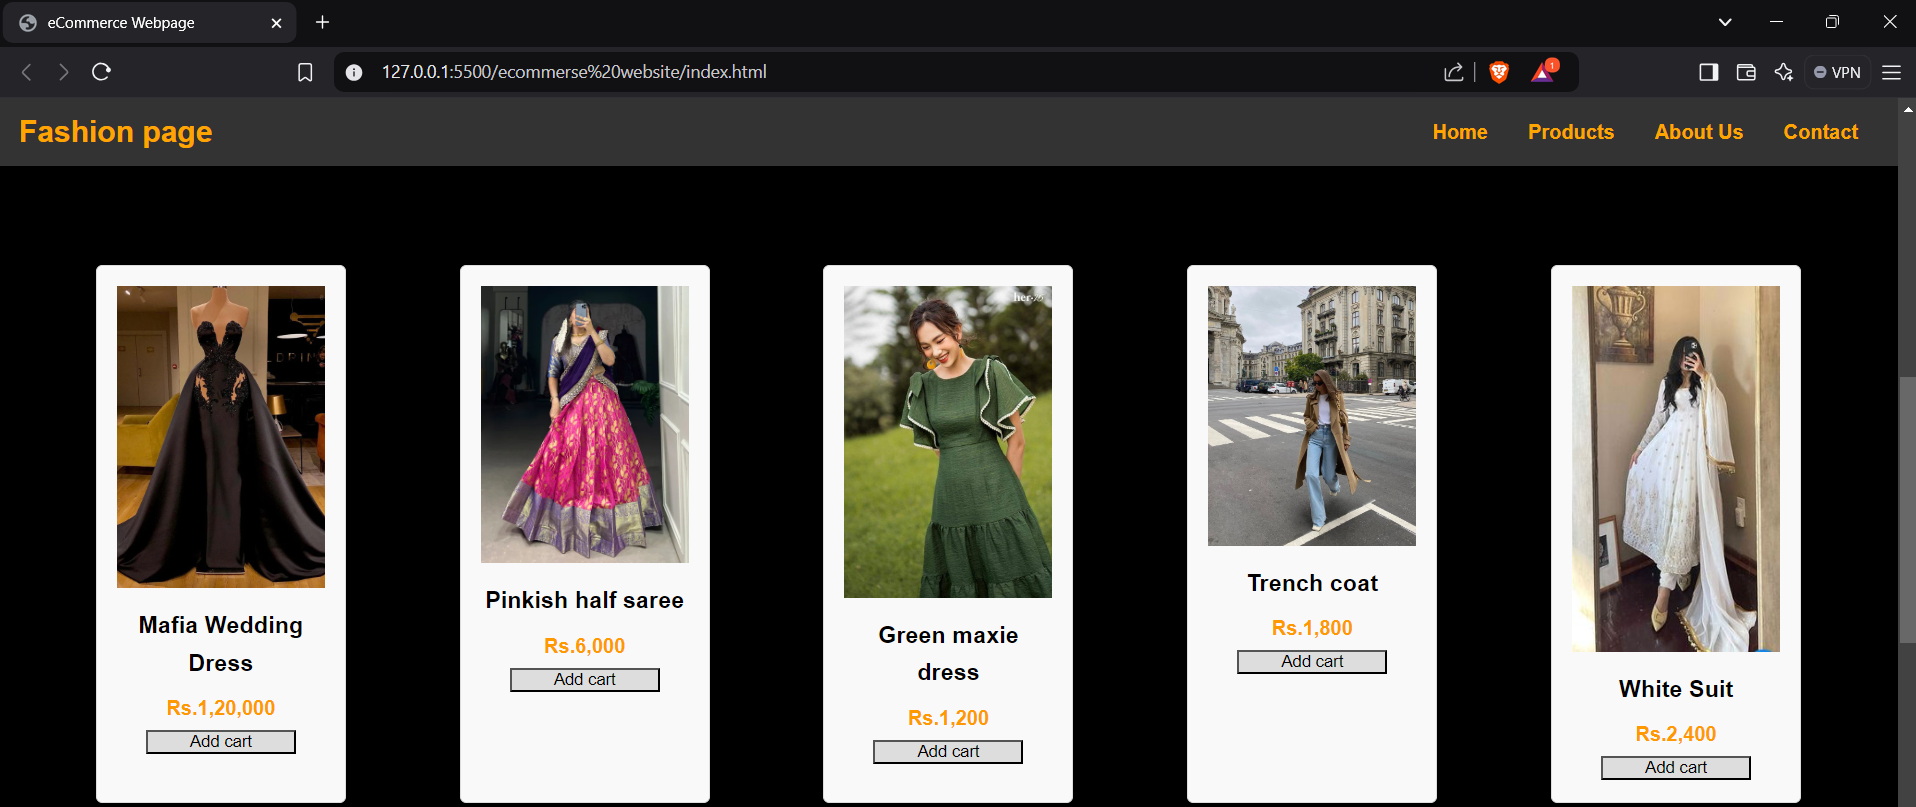 eCommerce Webpage
127.0.0.1:5500/ecommerse%20website/index.html
1
VPN
Fashion page
Home
Products
About Us
Contact
Mafia Wedding
Dress
Rs.1,20,000
Add cart
Pinkish half saree
Rs.6,000
Add cart
Green maxie
dress
Rs.1,200
Add cart
Trench coat
Rs.1,800
Add cart
White Suit
Rs.2,400
Add cart